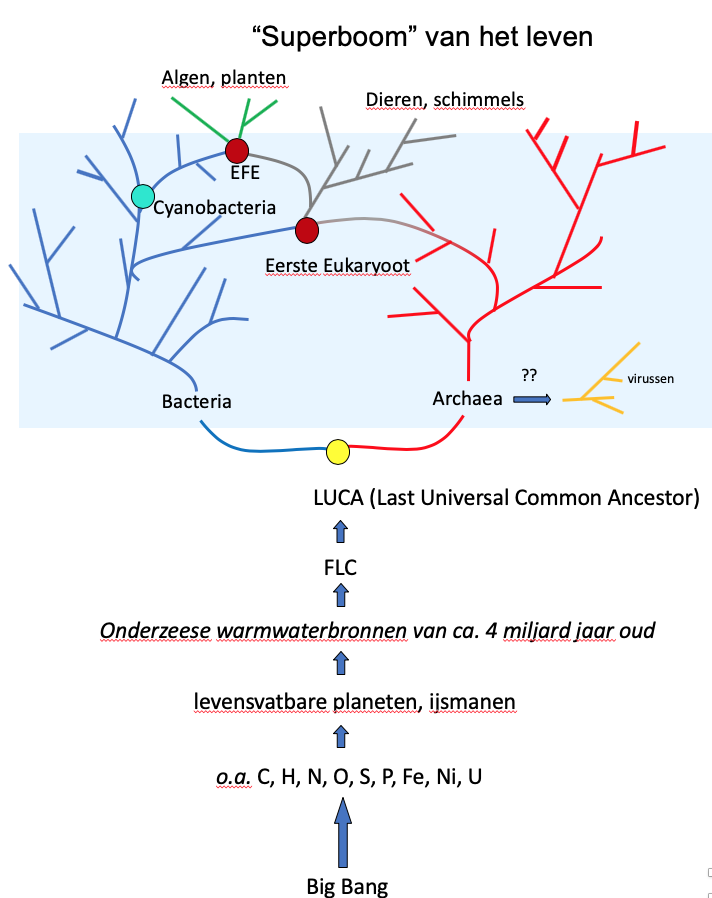 “Superboom” van het leven
Algen, planten
Dieren, schimmels
EFE
Cyanobacteria
Eerste Eukaryoot
??
virussen
Bacteria
Archaea
LUCA (Last Universal Common Ancestor)
FLC
Onderzeese warmwaterbronnen van ca. 4 miljard jaar oud
levensvatbare planeten, ijsmanen
o.a. C, H, N, O, S, P, Fe, Ni, U
Big Bang